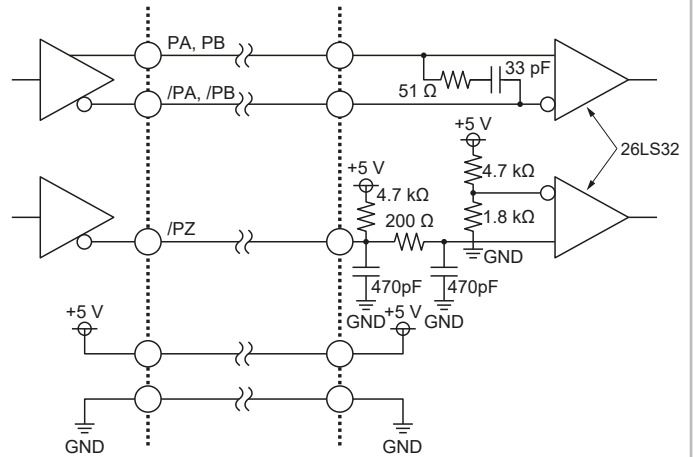 PA, PB
33 pF
51 Ω
/PA, /PB
+5 V
26LS32
4.7 kΩ
+5 V
4.7 kΩ
1.8 kΩ
200 Ω
/PZ
GND
470pF
470pF
GND
GND
+5 V
+5 V
GND
GND